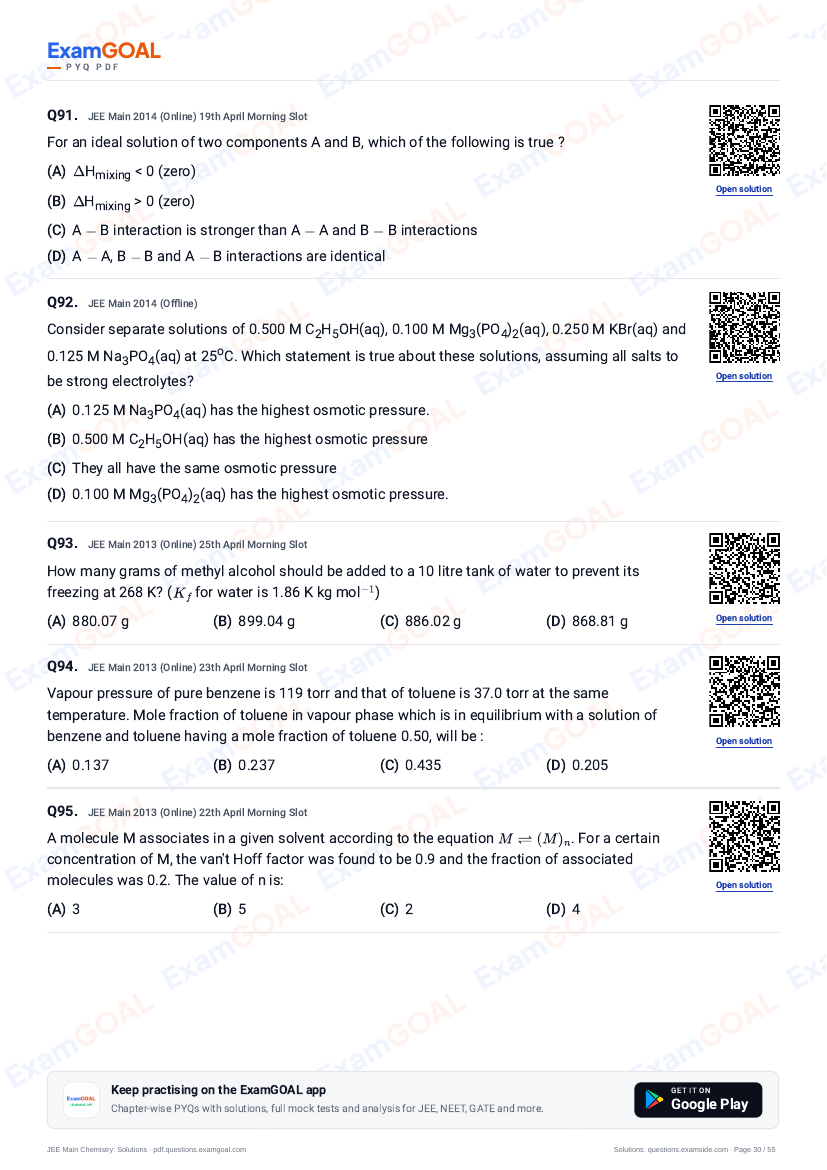 ExamGOAL
PYQ PDF
Q91. JEE Main 2014 (Online) 19th April Morning Slot
For an ideal solution of two components A and B, which of the following is true ?
(A) ΔH_mixing < 0 (zero)
(B) ΔH_mixing > 0 (zero)
(C) A − B interaction is stronger than A − A and B − B interactions
(D) A − A, B − B and A − B interactions are identical
Open solution
Q92. JEE Main 2014 (Offline)
Consider separate solutions of 0.500 M C₂H₅OH(aq), 0.100 M Mg₃(PO₄)₂(aq), 0.250 M KBr(aq) and
0.125 M Na₃PO₄(aq) at 25⁰C. Which statement is true about these solutions, assuming all salts to
be strong electrolytes?
(A) 0.125 M Na₃PO₄(aq) has the highest osmotic pressure.
(B) 0.500 M C₂H₅OH(aq) has the highest osmotic pressure
(C) They all have the same osmotic pressure
(D) 0.100 M Mg₃(PO₄)₂(aq) has the highest osmotic pressure.
Open solution
Q93. JEE Main 2013 (Online) 25th April Morning Slot
How many grams of methyl alcohol should be added to a 10 litre tank of water to prevent its
freezing at 268 K? (K_f for water is 1.86 K kg mol⁻¹)
(A) 880.07 g (B) 899.04 g (C) 886.02 g (D) 868.81 g
Open solution
Q94. JEE Main 2013 (Online) 23th April Morning Slot
Vapour pressure of pure benzene is 119 torr and that of toluene is 37.0 torr at the same
temperature. Mole fraction of toluene in vapour phase which is in equilibrium with a solution of
benzene and toluene having a mole fraction of toluene 0.50, will be :
(A) 0.137 (B) 0.237 (C) 0.435 (D) 0.205
Open solution
Q95. JEE Main 2013 (Online) 22th April Morning Slot
A molecule M associates in a given solvent according to the equation M ⇌ (M)ₙ. For a certain
concentration of M, the van't Hoff factor was found to be 0.9 and the fraction of associated
molecules was 0.2. The value of n is:
(A) 3 (B) 5 (C) 2 (D) 4
Open solution
ExamGOAL
Keep practising on the ExamGOAL app
Chapter-wise PYQs with solutions, full mock tests and analysis for JEE, NEET, GATE and more.
GET IT ON
Google Play
JEE Main Chemistry: Solutions · pdf.questions.examgoal.com
Solutions: questions.examside.com · Page 30 / 55